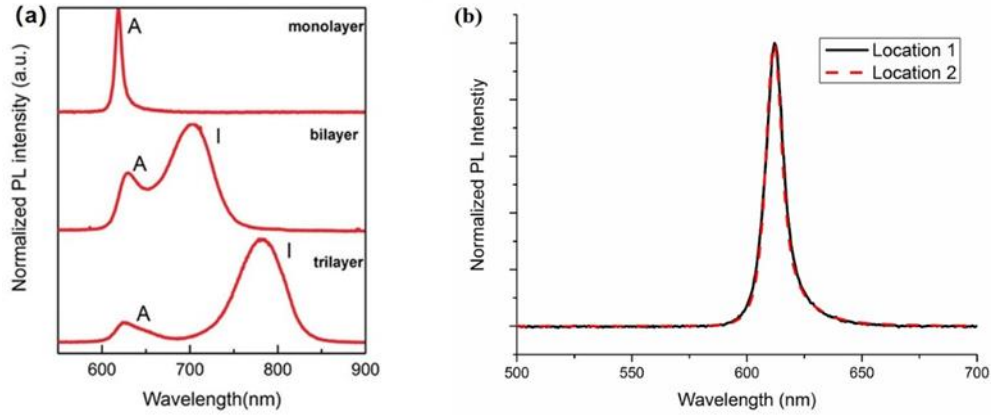 (a)
A
monolayer
bilayer
A
I
trilayer
A
I
Normalized PL intensity (a.u.)
600 700 800 900
Wavelength(nm)
(b)
Location 1
Location 2
Normalized PL Intenstiy
500 550 600 650 700
Wavelength (nm)